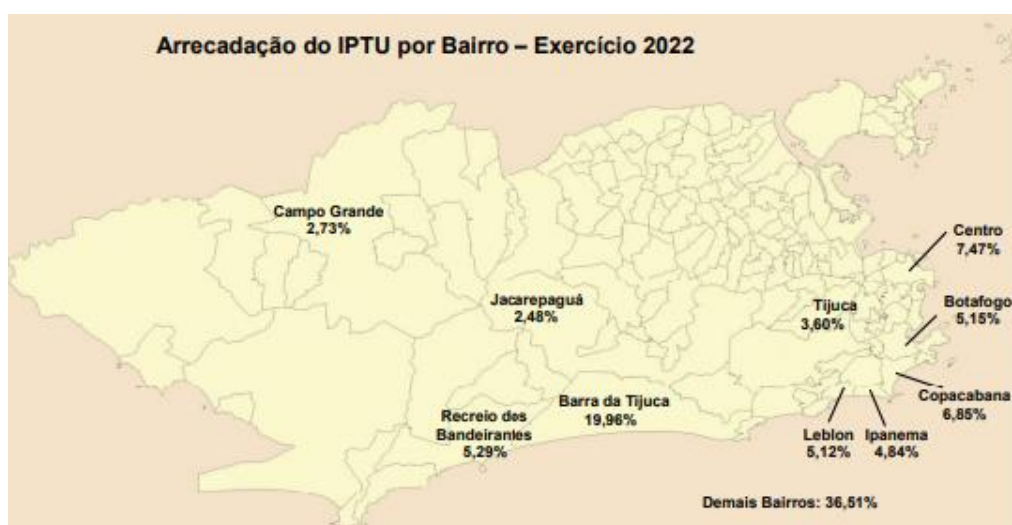 Arrecadação do IPTU por Bairro – Exercício 2022
Campo Grande
2,73%
Centro
7,47%
Jacarepaguá
2,48%
Tijuca
3,60%
Botafogo
5,15%
Barra da Tijuca
19,96%
Recreio dos
Bandeirantes
5,29%
Copacabana
6,85%
Leblon
5,12%
Ipanema
4,84%
Demais Bairros: 36,51%